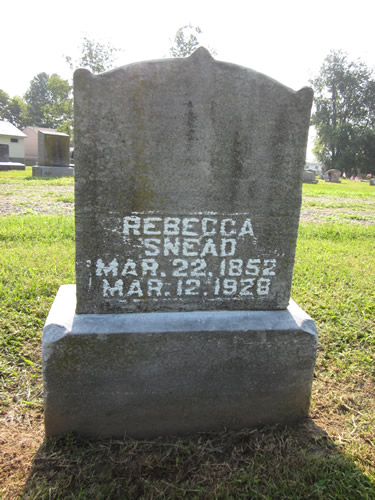 REBECCA
SNEAD
MAR. 22. 1852
MAR. 12. 1928